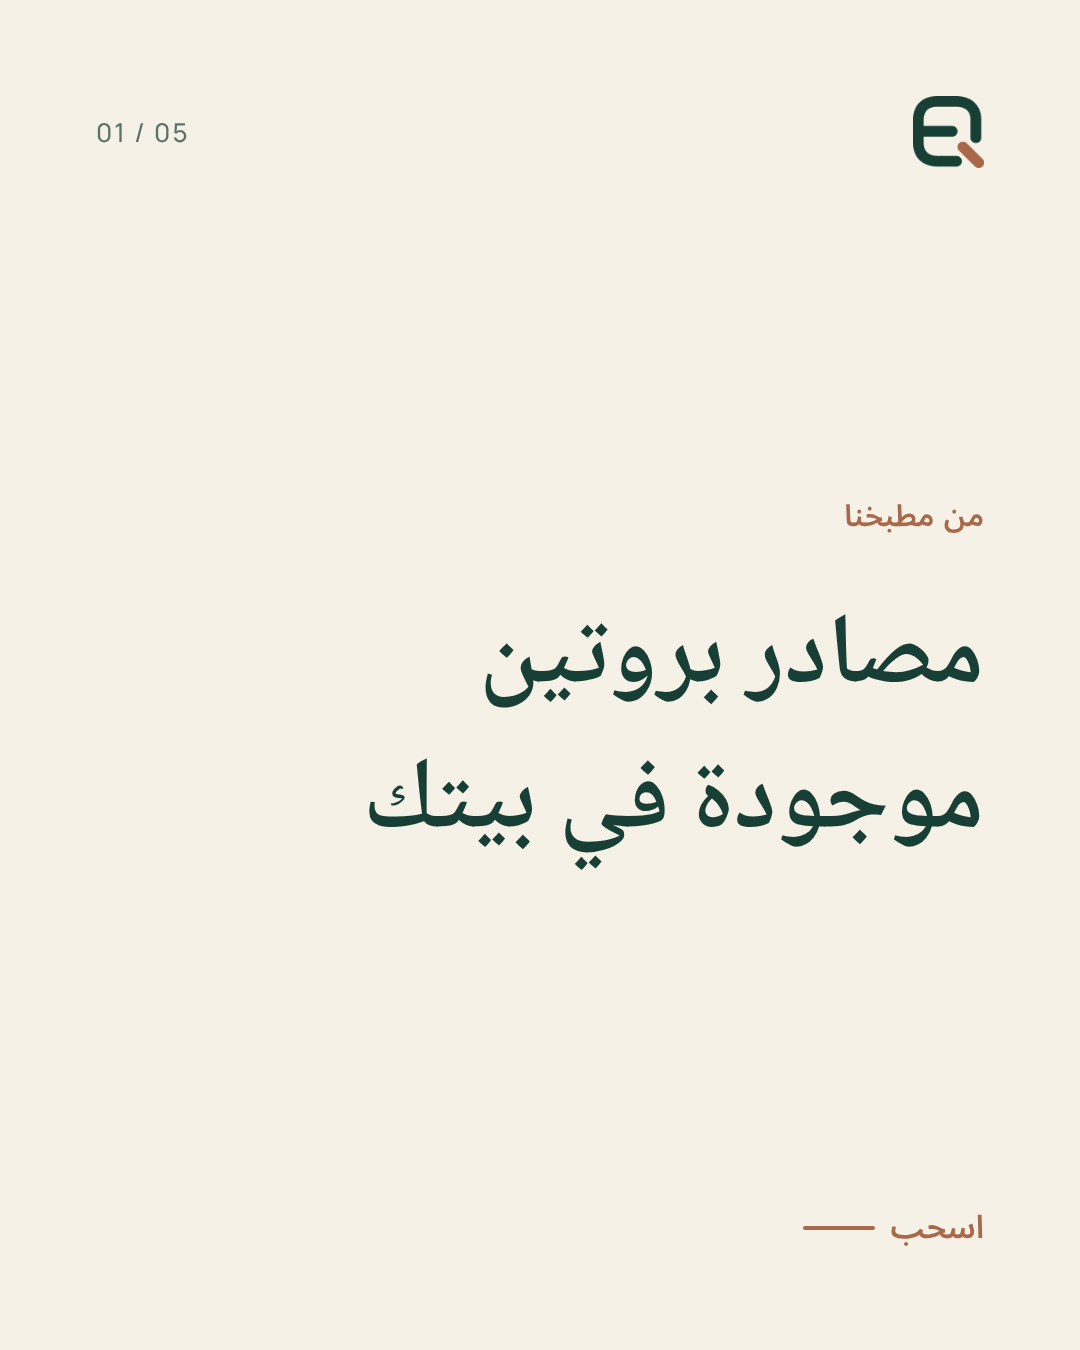 01 / 05
من مطبخنا
مصادر بروتين
موجودة في بيتك
اسحب